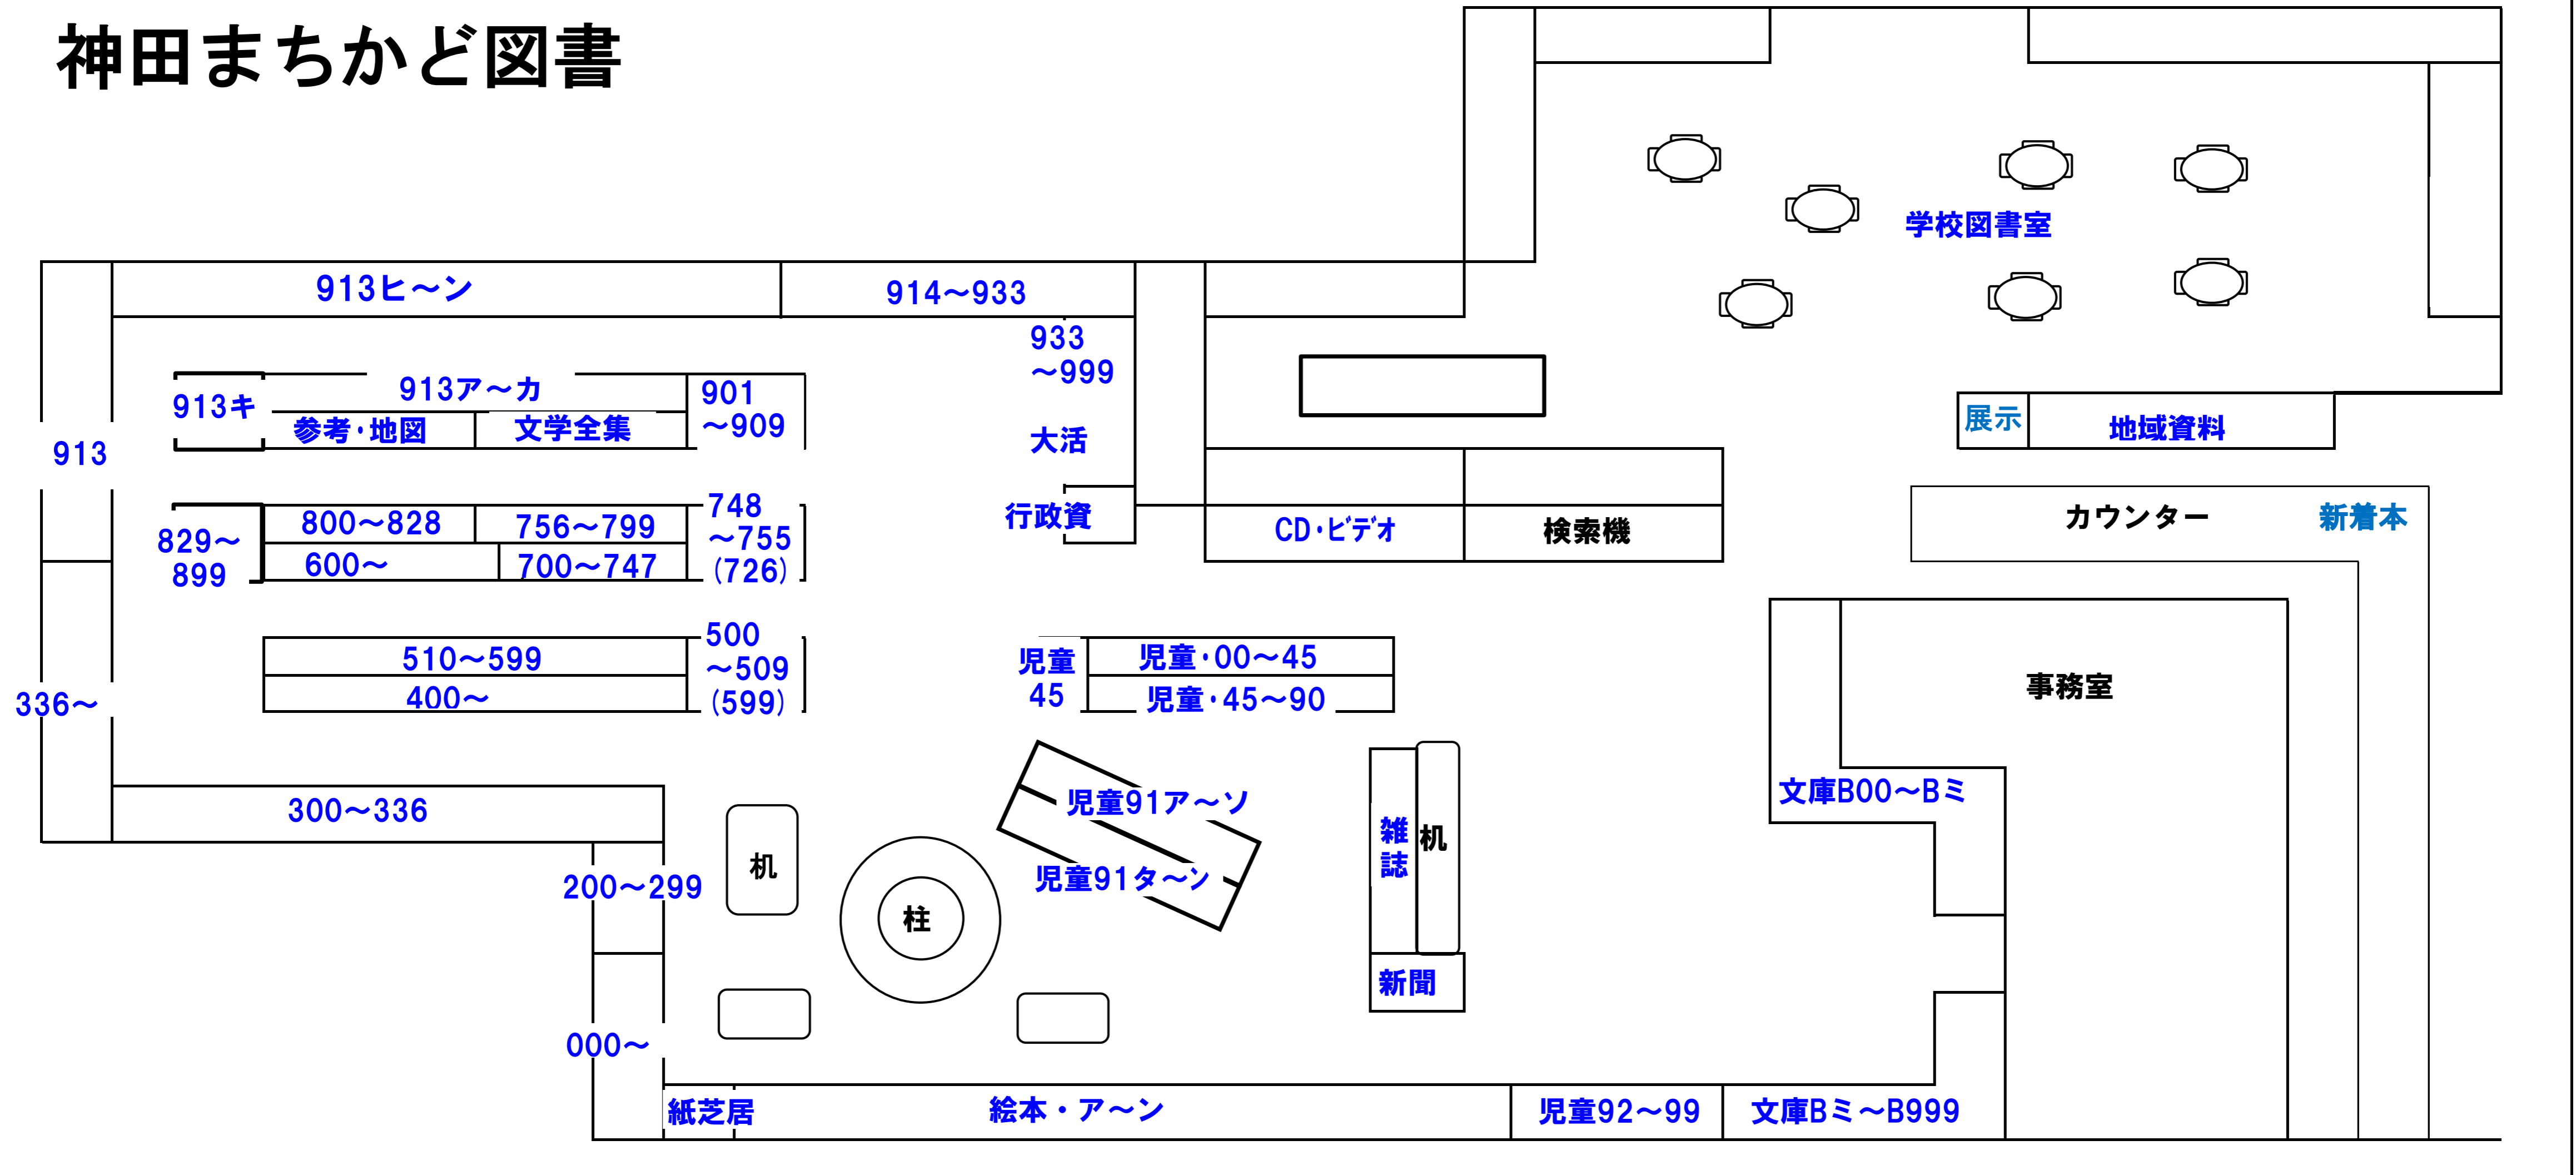 神田まちかど図書
学校図書室
913ヒ～ン
914～933
933
～999
大活
行政資
913キ
913ア～カ
参考・地図
文学全集
901
～909
913
展示
地域資料
カウンター
新着本
CD・ビデオ
検索機
829～
899
800～828
756～799
748
～755
(726)
600～
700～747
510～599
400～
500
～509
(599)
児童
45
児童・00～45
児童・45～90
事務室
336～
300～336
文庫B00～Bミ
児童91ア～ソ
児童91タ～ン
雑
誌
机
机
柱
200～299
新聞
000～
紙芝居
絵本・ア～ン
児童92～99
文庫Bミ～B999